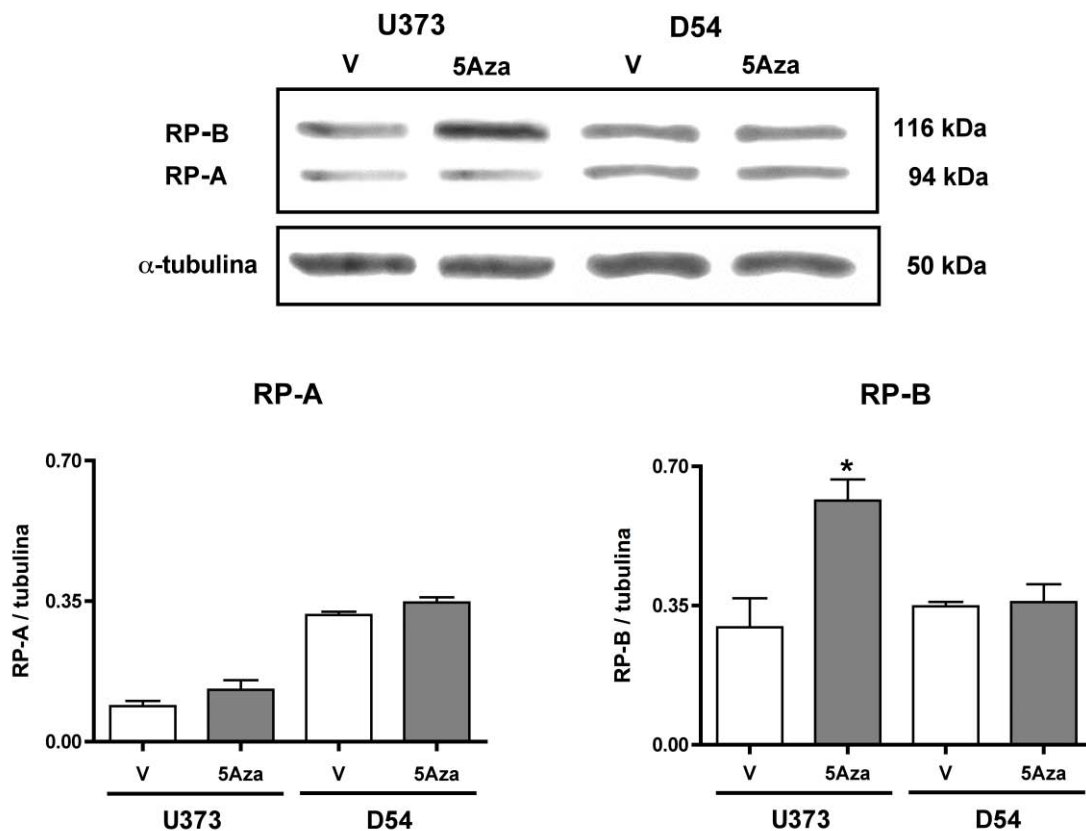 U373 D54
V 5Aza V 5Aza
RP-B 116 kDa
RP-A 94 kDa
α-tubulina 50 kDa
RP-A
0.70
0.35
0.00
RP-A / tubulina
V 5Aza V 5Aza
U373 D54
RP-B
0.70
0.35
0.00
RP-B / tubulina
*
V 5Aza V 5Aza
U373 D54